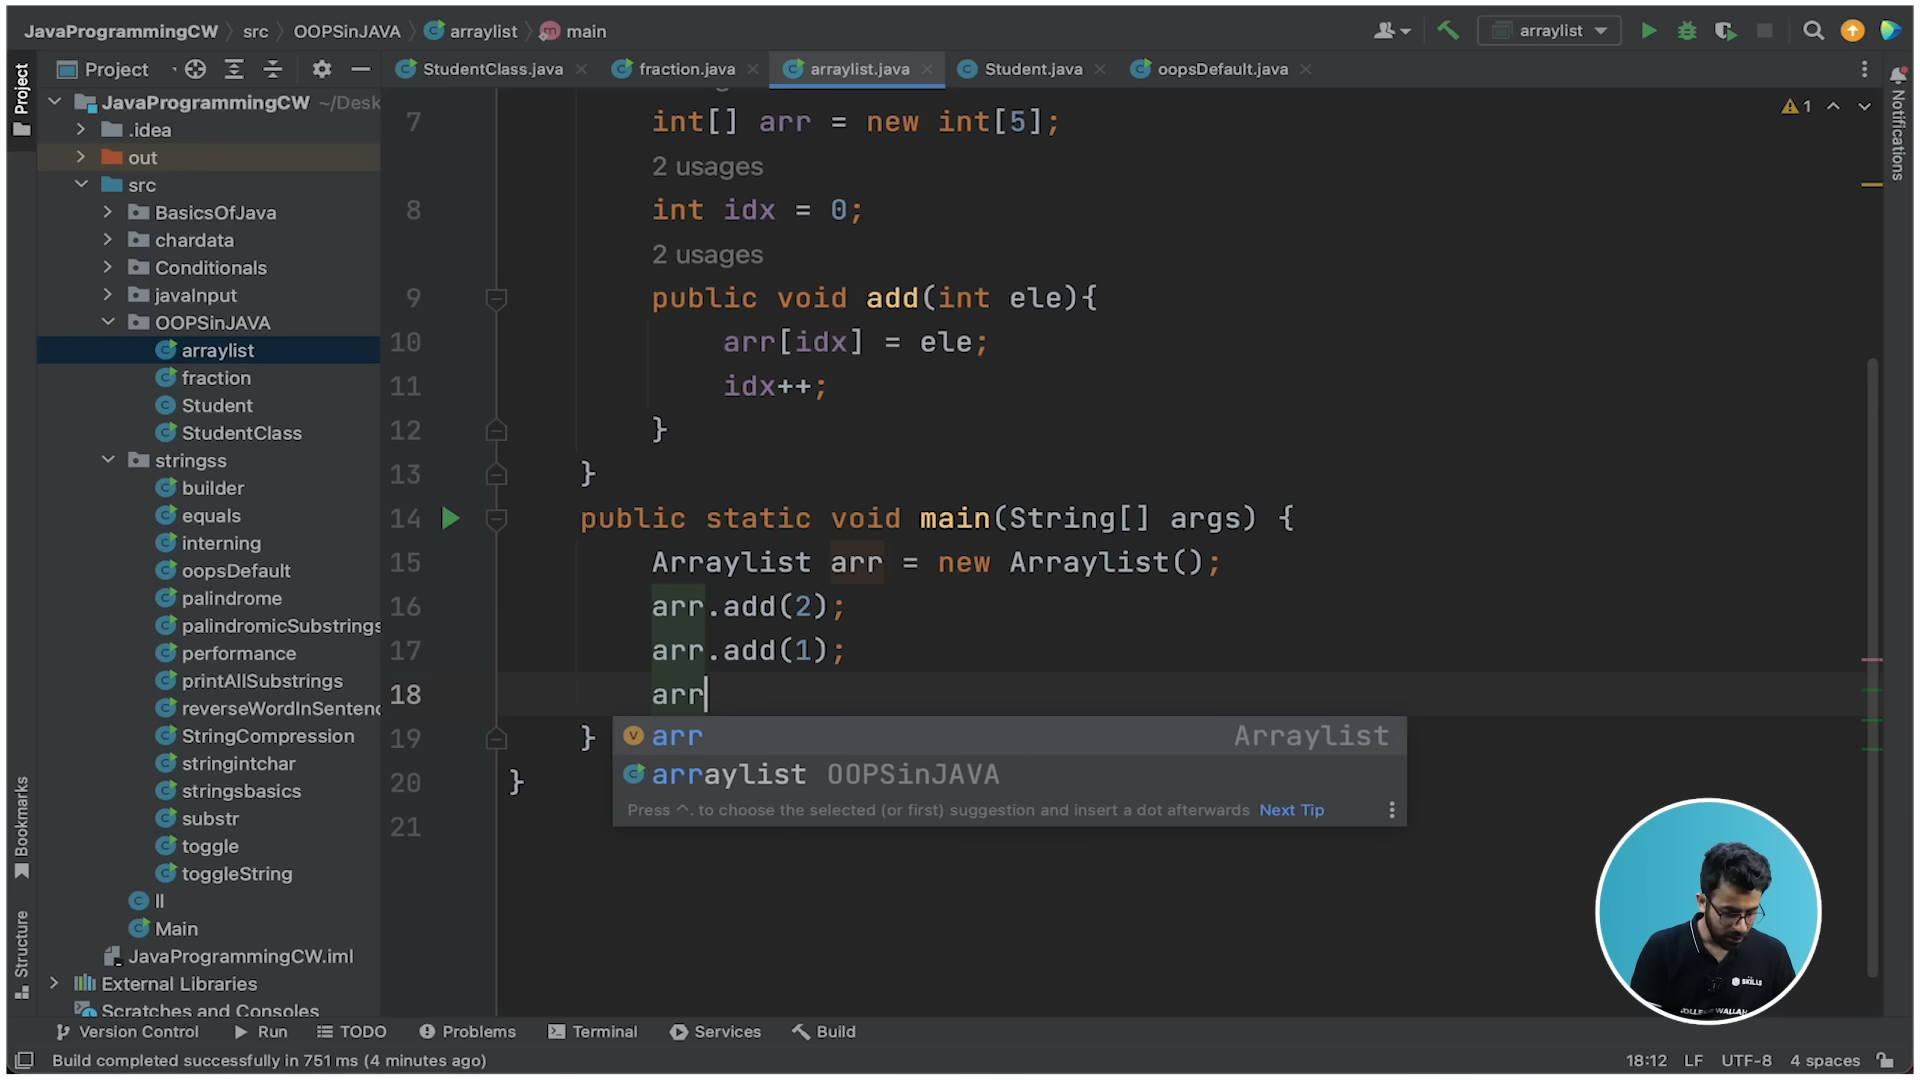 JavaProgrammingCW src OOPSinJAVA arraylist main
arraylist
Project
StudentClass.java fraction.java arraylist.java Student.java oopsDefault.java
Project
Notifications
Bookmarks
Structure
JavaProgrammingCW ~/Desk
.idea
out
src
BasicsOfJava
chardata
Conditionals
javaInput
OOPSinJAVA
arraylist
fraction
Student
StudentClass
stringss
builder
equals
interning
oopsDefault
palindrome
palindromicSubstrings
performance
printAllSubstrings
reverseWordInSentenc
StringCompression
stringintchar
stringsbasics
substr
toggle
toggleString
ll
Main
JavaProgrammingCW.iml
External Libraries
Scratches and Consoles
1
7 int[] arr = new int[5];
2 usages
8 int idx = 0;
2 usages
9 public void add(int ele){
10 arr[idx] = ele;
11 idx++;
12 }
13 }
14 public static void main(String[] args) {
15 Arraylist arr = new Arraylist();
16 arr.add(2);
17 arr.add(1);
18 arr
19 }
20 }
21
arr Arraylist
arraylist OOPSinJAVA
Press ^. to choose the selected (or first) suggestion and insert a dot afterwards Next Tip
SKILLS
Version Control Run TODO Problems Terminal Services Build
Build completed successfully in 751 ms (4 minutes ago)
18:12 LF UTF-8 4 spaces